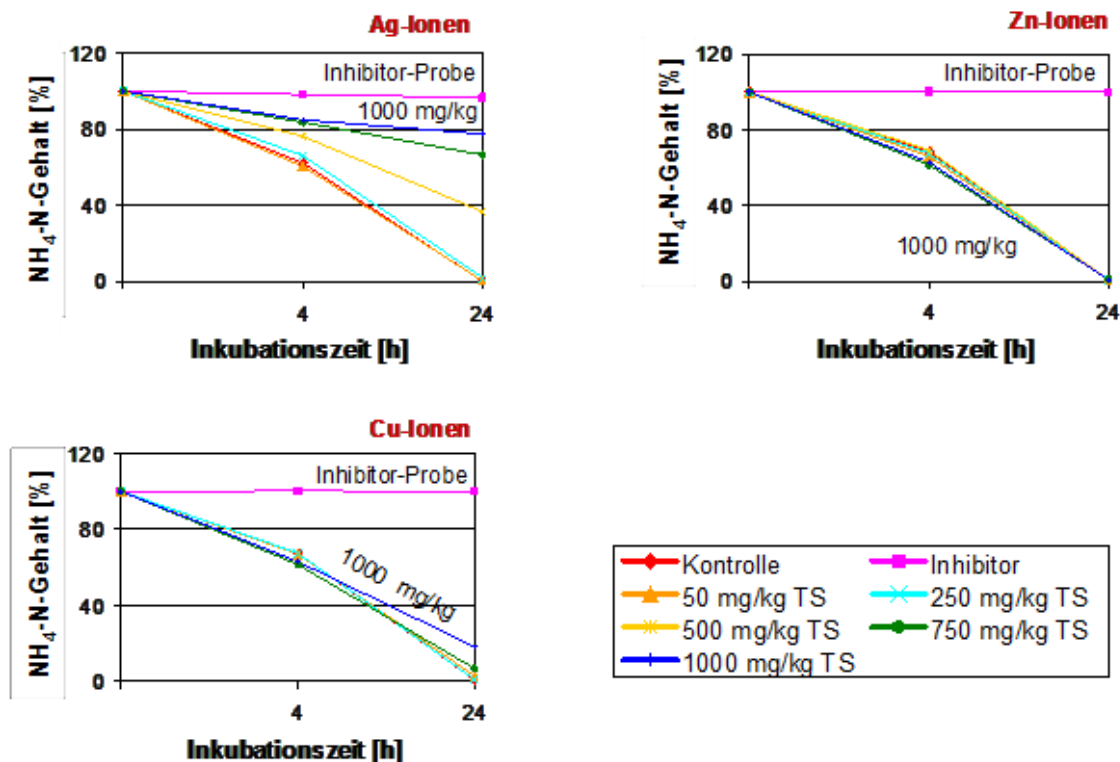 Ag-Ionen
120
80
40
0
NH4-N-Gehalt [%]
Inhibitor-Probe
1000 mg/kg
4
24
Inkubationszeit [h]
Zn-Ionen
120
80
40
0
NH4-N-Gehalt [%]
Inhibitor-Probe
1000 mg/kg
4
24
Inkubationszeit [h]
Cu-Ionen
120
80
40
0
NH4-N-Gehalt [%]
Inhibitor-Probe
1000 mg/kg
4
24
Inkubationszeit [h]
Kontrolle
Inhibitor
50 mg/kg TS
250 mg/kg TS
500 mg/kg TS
750 mg/kg TS
1000 mg/kg TS